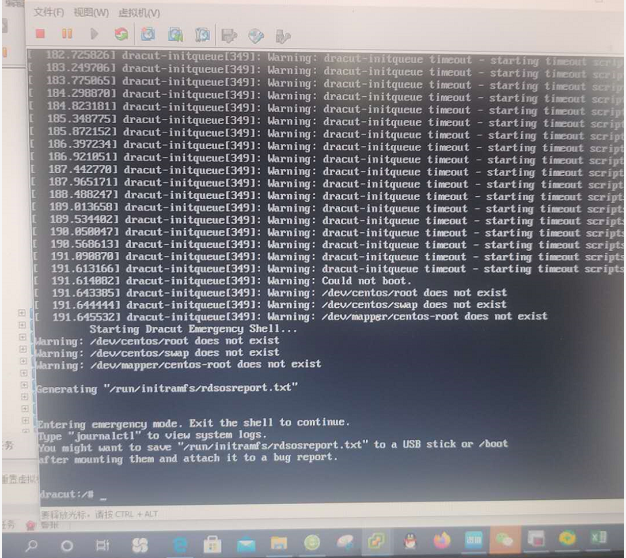 文件(F) 视图(W) 虚拟机(V)
182.725826] dracut-initqueue[349]: Warning: dracut-initqueue timeout - starting timeout scrip
183.249706] dracut-initqueue[349]: Warning: dracut-initqueue timeout - starting timeout scrip
183.775065] dracut-initqueue[349]: Warning: dracut-initqueue timeout - starting timeout scrip
184.298870] dracut-initqueue[349]: Warning: dracut-initqueue timeout - starting timeout scrip
184.823181] dracut-initqueue[349]: Warning: dracut-initqueue timeout - starting timeout scrip
185.348775] dracut-initqueue[349]: Warning: dracut-initqueue timeout - starting timeout script
185.872152] dracut-initqueue[349]: Warning: dracut-initqueue timeout - starting timeout script
186.397234] dracut-initqueue[349]: Warning: dracut-initqueue timeout - starting timeout script
186.921051] dracut-initqueue[349]: Warning: dracut-initqueue timeout - starting timeout script
187.442770] dracut-initqueue[349]: Warning: dracut-initqueue timeout - starting timeout script
187.965171] dracut-initqueue[349]: Warning: dracut-initqueue timeout - starting timeout script
188.488247] dracut-initqueue[349]: Warning: dracut-initqueue timeout - starting timeout scripts
189.013658] dracut-initqueue[349]: Warning: dracut-initqueue timeout - starting timeout scripts
189.534402] dracut-initqueue[349]: Warning: dracut-initqueue timeout - starting timeout scripts
190.050047] dracut-initqueue[349]: Warning: dracut-initqueue timeout - starting timeout scripts
190.568613] dracut-initqueue[349]: Warning: dracut-initqueue timeout - starting timeout scripts
[ 191.090870] dracut-initqueue[349]: Warning: dracut-initqueue timeout - starting timeout scripts
[ 191.613166] dracut-initqueue[349]: Warning: dracut-initqueue timeout - starting timeout scripts
[ 191.614082] dracut-initqueue[349]: Warning: Could not boot.
[ 191.643385] dracut-initqueue[349]: Warning: /dev/centos/root does not exist
[ 191.644444] dracut-initqueue[349]: Warning: /dev/centos/swap does not exist
[ 191.645532] dracut-initqueue[349]: Warning: /dev/mapper/centos-root does not exist
Starting Dracut Emergency Shell...
Warning: /dev/centos/root does not exist
Warning: /dev/centos/swap does not exist
Warning: /dev/mapper/centos-root does not exist
Generating "/run/initramfs/rdsosreport.txt"
Entering emergency mode. Exit the shell to continue.
Type "journalctl" to view system logs.
You might want to save "/run/initramfs/rdsosreport.txt" to a USB stick or /boot
after mounting them and attach it to a bug report.
dracut:/# _
要释放光标，请按 CTRL + ALT